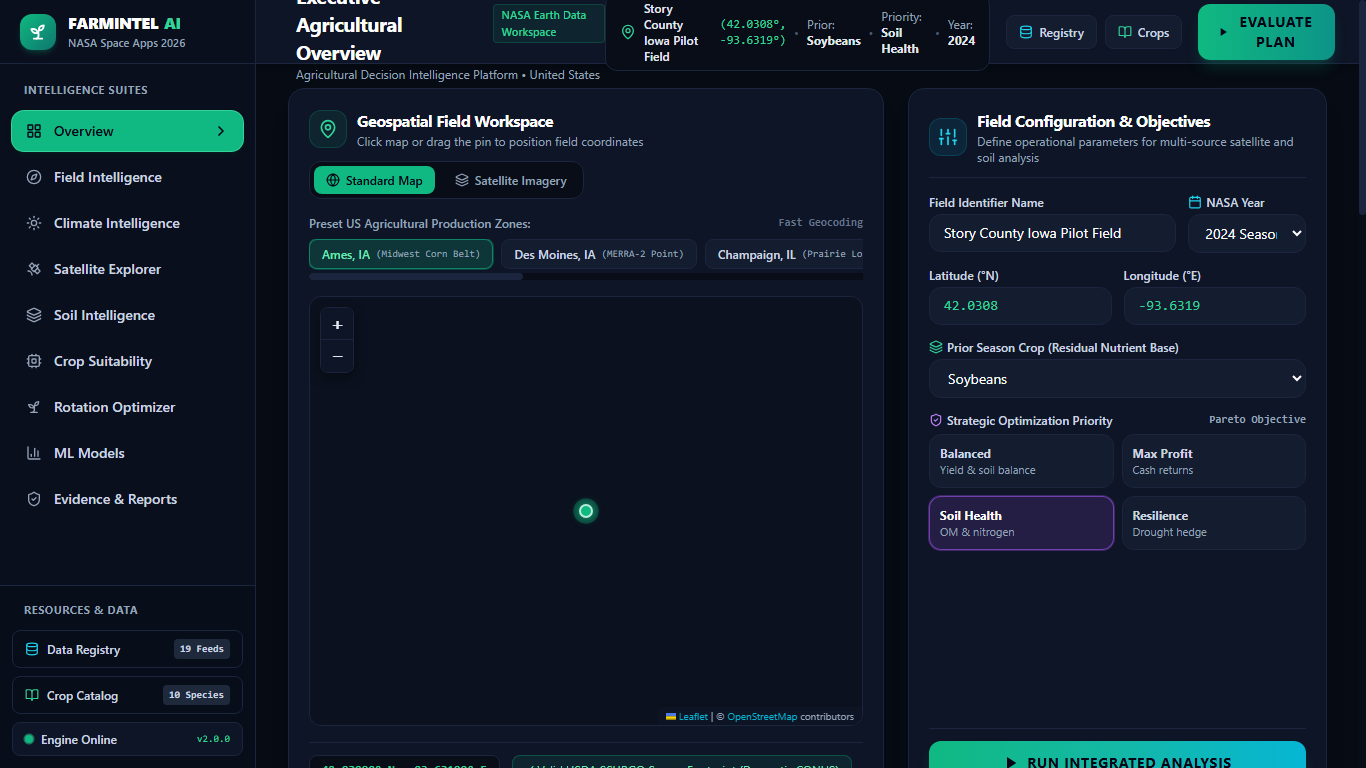 FARMINTEL AI
NASA Space Apps 2026
INTELLIGENCE SUITES
Overview
Field Intelligence
Climate Intelligence
Satellite Explorer
Soil Intelligence
Crop Suitability
Rotation Optimizer
ML Models
Evidence & Reports
RESOURCES & DATA
Data Registry 19 Feeds
Crop Catalog 10 Species
Engine Online v2.0.0
Executive
Agricultural
Overview
NASA Earth Data
Workspace
Agricultural Decision Intelligence Platform • United States
Story
County
Iowa Pilot
Field
(42.0308°,
-93.6319°)
•
Prior:
Soybeans
•
Priority:
Soil
Health
•
Year:
2024
Registry
Crops
EVALUATE
PLAN
Geospatial Field Workspace
Click map or drag the pin to position field coordinates
Standard Map
Satellite Imagery
Preset US Agricultural Production Zones: Fast Geocoding
Ames, IA (Midwest Corn Belt)
Des Moines, IA (MERRA-2 Point)
Champaign, IL (Prairie Lo
+
−
Leaflet | © OpenStreetMap contributors
Field Configuration & Objectives
Define operational parameters for multi-source satellite and
soil analysis
Field Identifier Name
Story County Iowa Pilot Field
NASA Year
2024 Season
Latitude (°N)
42.0308
Longitude (°E)
-93.6319
Prior Season Crop (Residual Nutrient Base)
Soybeans
Strategic Optimization Priority Pareto Objective
Balanced
Yield & soil balance
Max Profit
Cash returns
Soil Health
OM & nitrogen
Resilience
Drought hedge
RUN INTEGRATED ANALYSIS